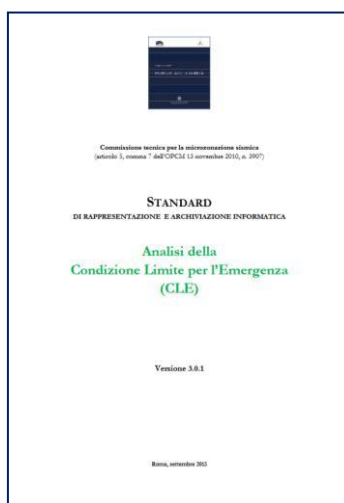 Commissione tecnica per la microzonazione sismica
(articolo 5, comma 7 dell'OPCM 13 novembre 2010, n. 3907)
STANDARD
DI RAPPRESENTAZIONE E ARCHIVIAZIONE INFORMATICA
Analisi della
Condizione Limite per l'Emergenza
(CLE)
Versione 3.0.1
Roma, settembre 2015